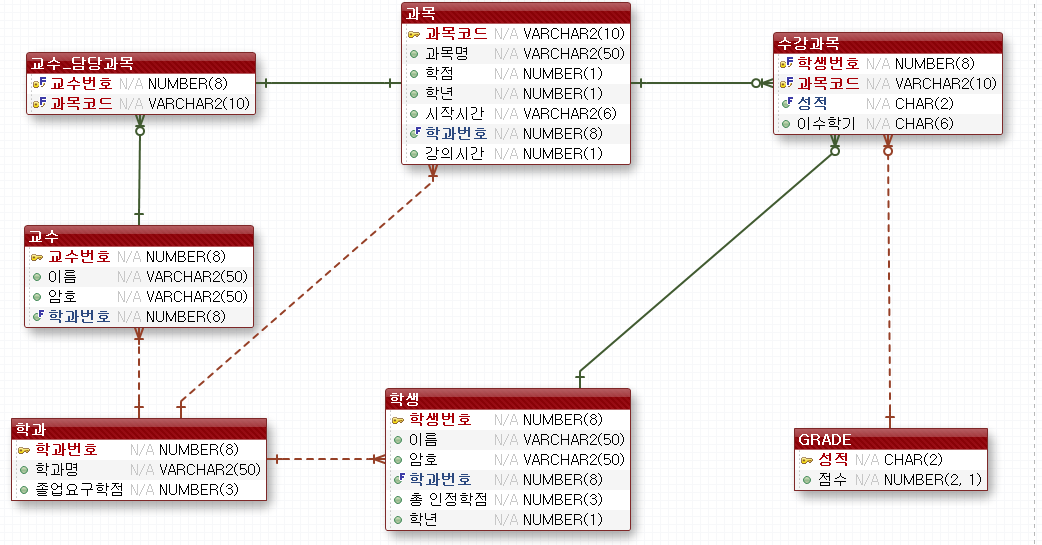 과목
과목코드 N/A VARCHAR2(10)
과목명 N/A VARCHAR2(50)
학점 N/A NUMBER(1)
학년 N/A NUMBER(1)
시작시간 N/A VARCHAR2(6)
학과번호 N/A NUMBER(8)
강의시간 N/A NUMBER(1)
교수_담당과목
교수번호 N/A NUMBER(8)
과목코드 N/A VARCHAR2(10)
수강과목
학생번호 N/A NUMBER(8)
과목코드 N/A VARCHAR2(10)
성적 N/A CHAR(2)
이수학기 N/A CHAR(6)
교수
교수번호 N/A NUMBER(8)
이름 N/A VARCHAR2(50)
암호 N/A VARCHAR2(50)
학과번호 N/A NUMBER(8)
학과
학과번호 N/A NUMBER(8)
학과명 N/A VARCHAR2(50)
졸업요구학점 N/A NUMBER(3)
학생
학생번호 N/A NUMBER(8)
이름 N/A VARCHAR2(50)
암호 N/A VARCHAR2(50)
학과번호 N/A NUMBER(8)
총 인정학점 N/A NUMBER(3)
학년 N/A NUMBER(1)
GRADE
성적 N/A CHAR(2)
점수 N/A NUMBER(2, 1)